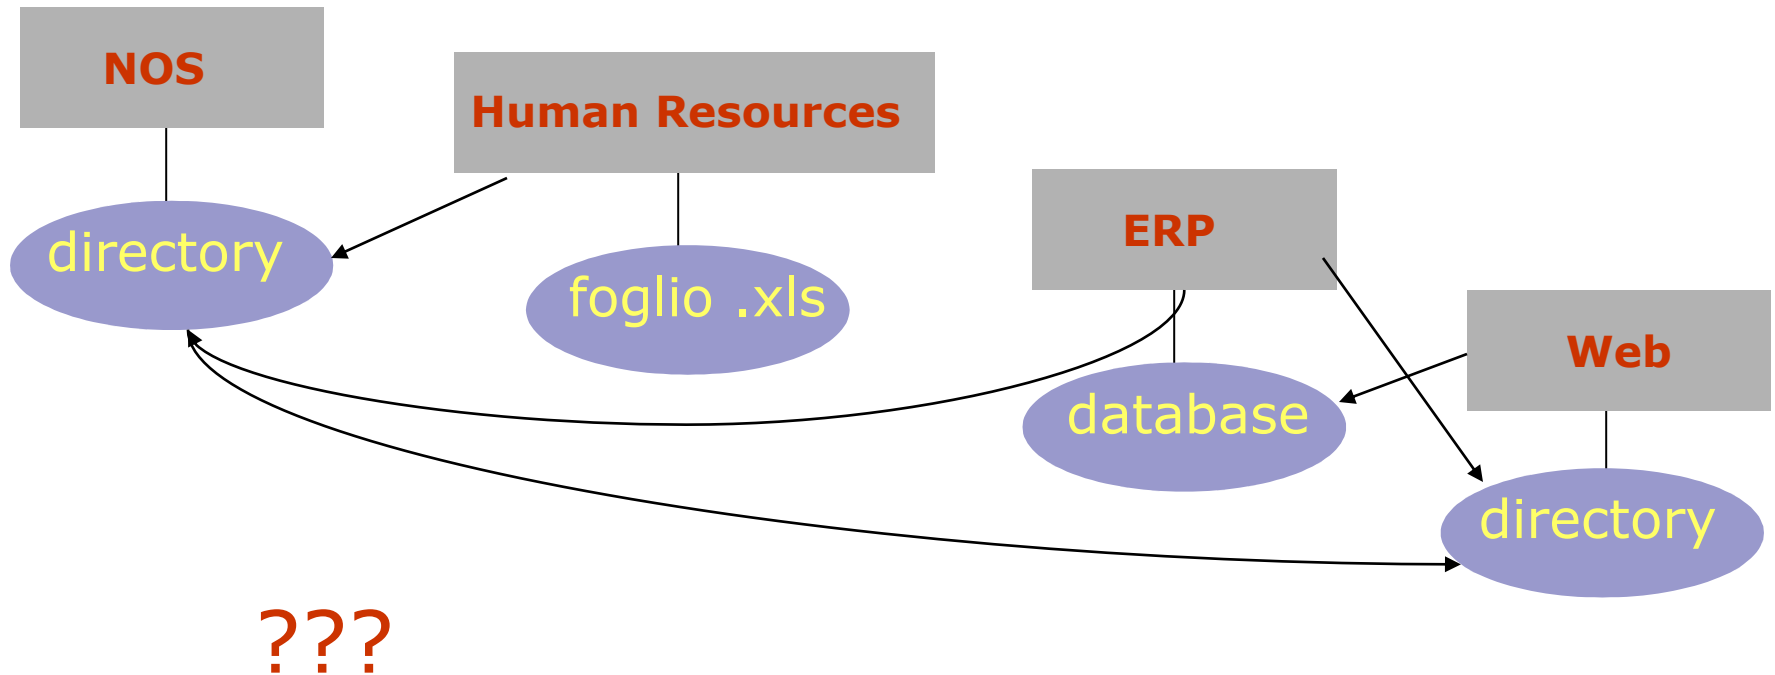 NOS
Human Resources
directory
ERP
foglio .xls
Web
database
directory
???